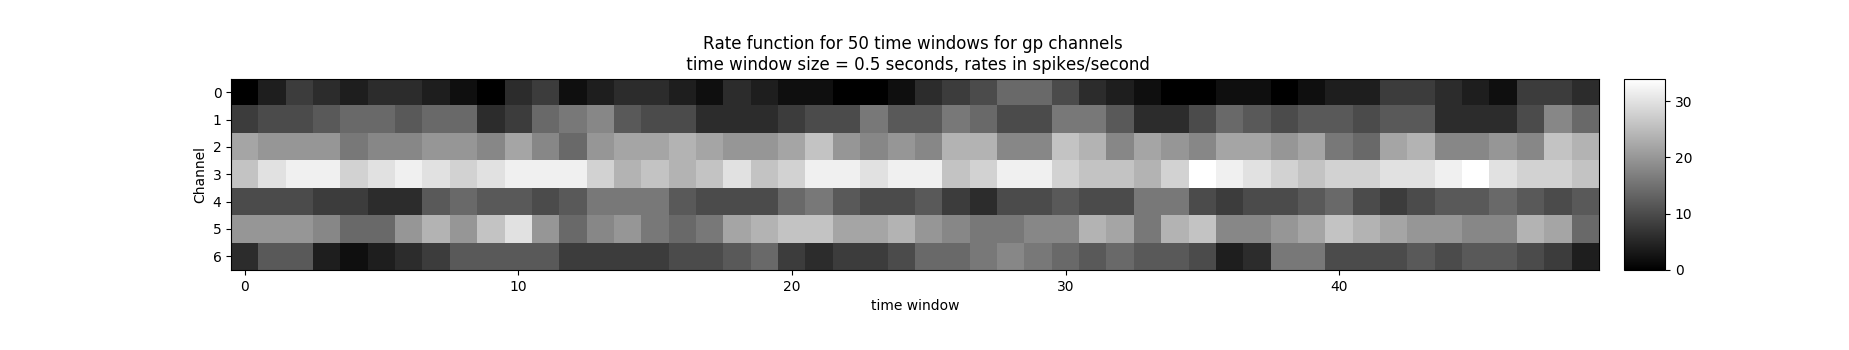 Rate function for 50 time windows for gp channels
time window size = 0.5 seconds, rates in spikes/second
Channel
0
1
2
3
4
5
6
0 10 20 30 40
time window
30
20
10
0